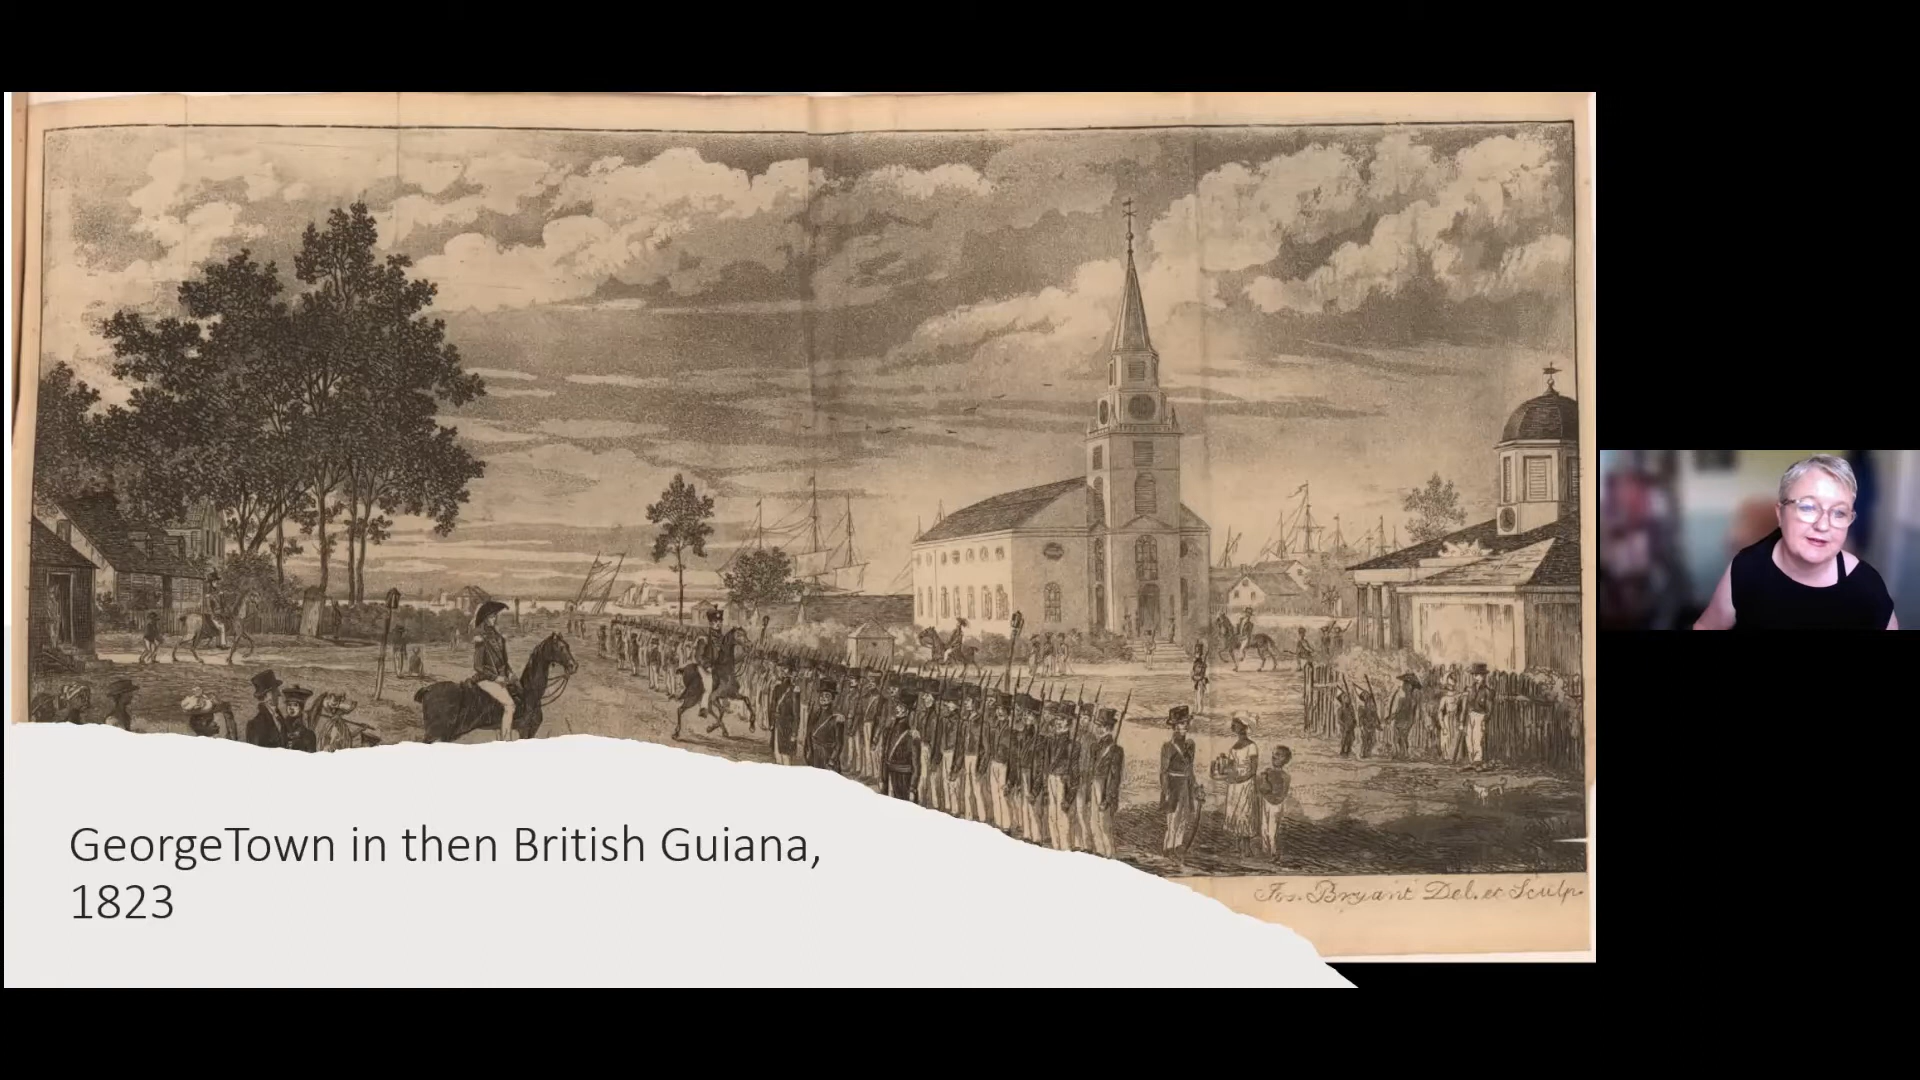 GeorgeTown in then British Guiana,
1823
Jos. Bryant Del. et Sculp.